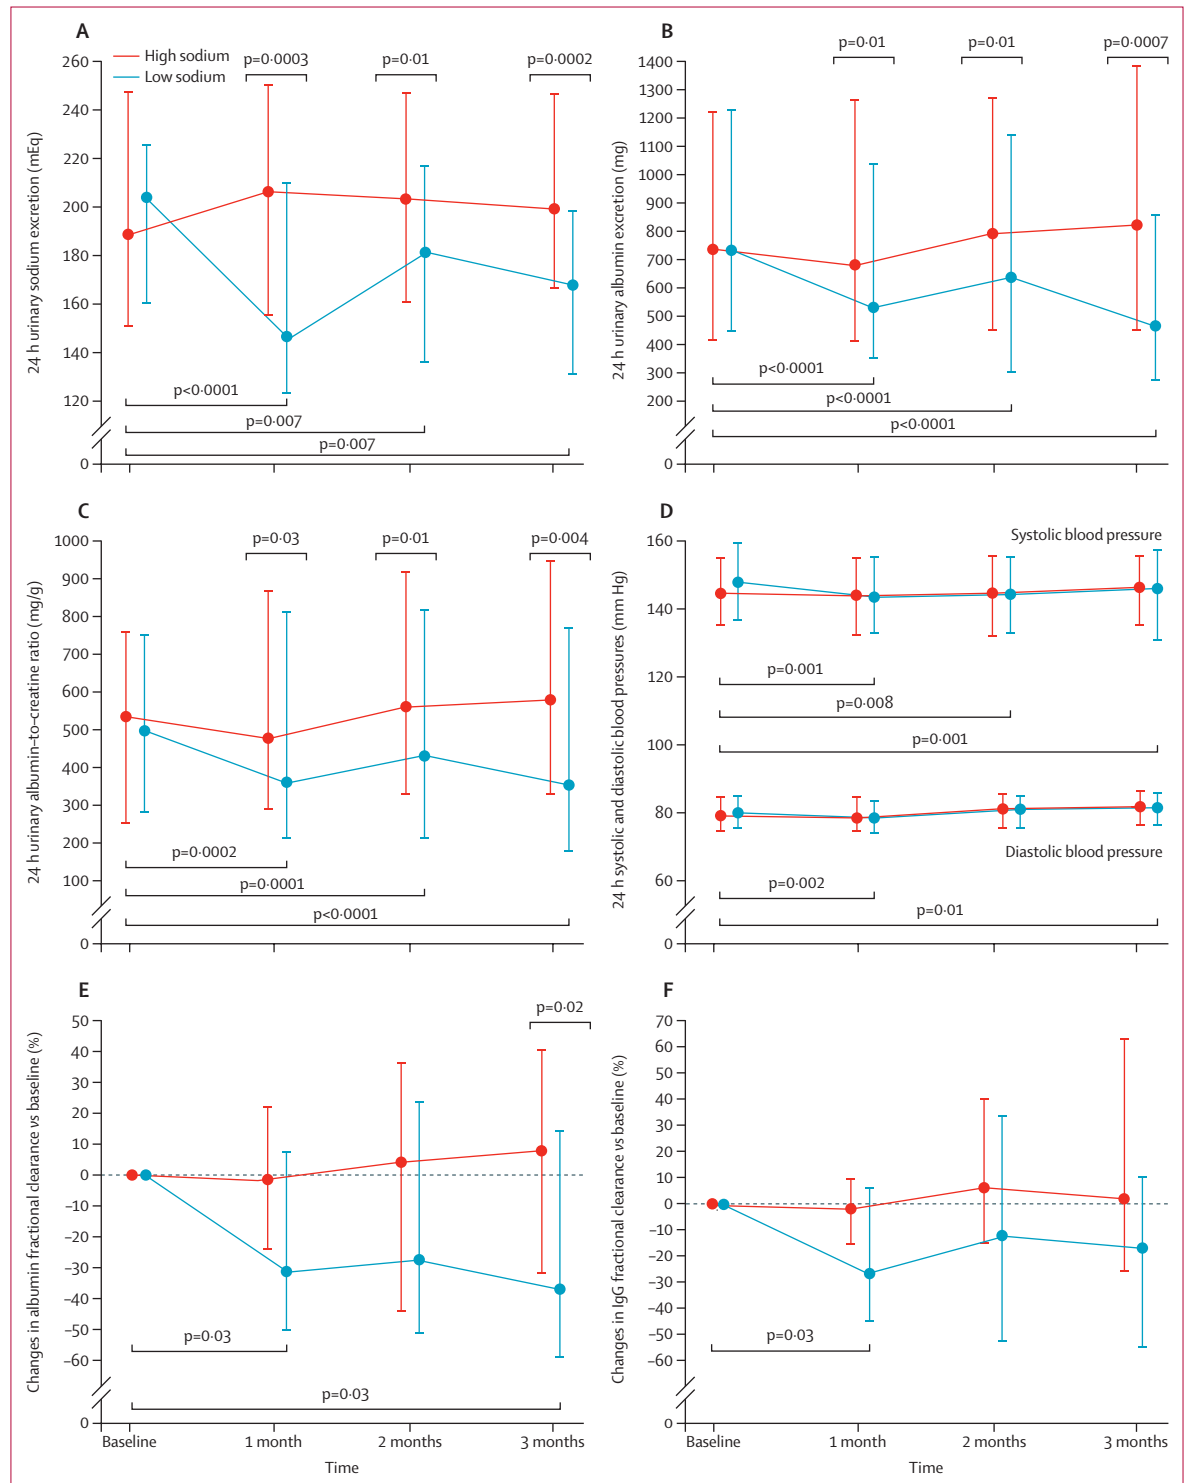 A
High sodium
Low sodium
p=0·0003
p=0·01
p=0·0002
260
240
220
200
180
160
140
120
0
24 h urinary sodium excretion (mEq)
p<0·0001
p=0·007
p=0·007
B
p=0·01
p=0·01
p=0·0007
1400
1300
1200
1100
1000
900
800
700
600
500
400
300
200
0
24 h urinary albumin excretion (mg)
p<0·0001
p<0·0001
p<0·0001
C
p=0·03
p=0·01
p=0·004
1000
900
800
700
600
500
400
300
200
100
0
24 h urinary albumin–to–creatine ratio (mg/g)
p=0·0002
p=0·0001
p<0·0001
D
Systolic blood pressure
160
140
120
100
80
60
0
24 h systolic and diastolic blood pressures (mm Hg)
p=0·001
p=0·008
p=0·001
Diastolic blood pressure
p=0·002
p=0·01
E
p=0·02
50
40
30
20
10
0
–10
–20
–30
–40
–50
–60
0
Changes in albumin fractional clearance vs baseline (%)
p=0·03
p=0·03
Baseline
1 month
2 months
3 months
Time
F
70
60
50
40
30
20
10
0
–10
–20
–30
–40
–50
–60
0
Changes in IgG fractional clearance vs baseline (%)
p=0·03
Baseline
1 month
2 months
3 months
Time